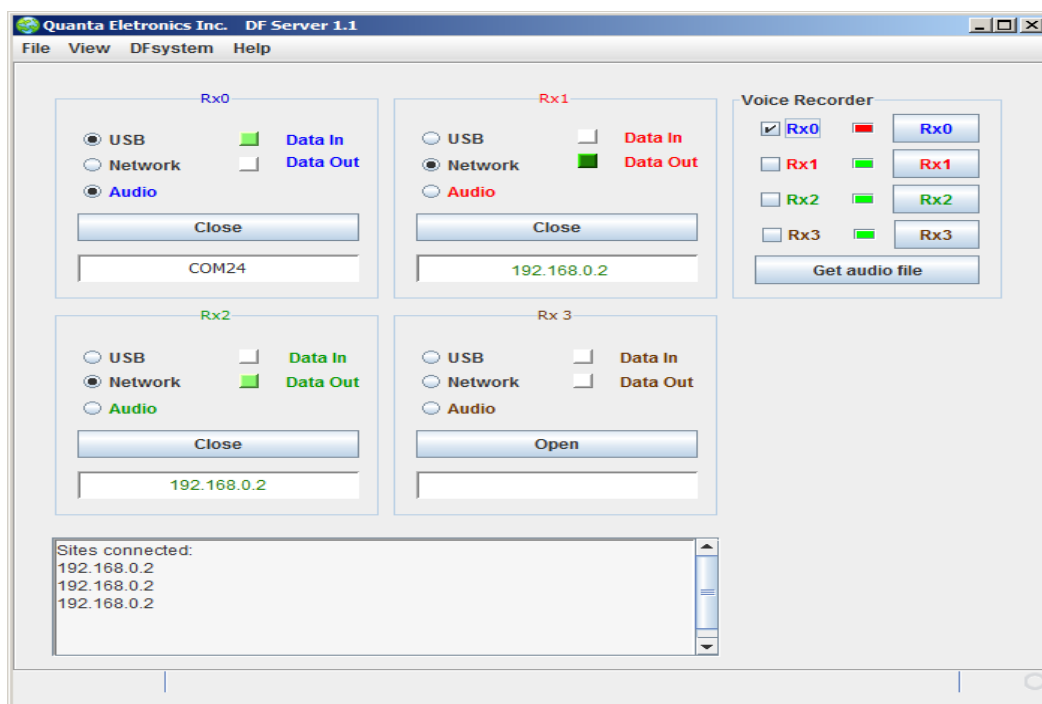 Quanta Eletronics Inc. DF Server 1.1
File View DFsystem Help
Rx0
USB Data In
Network Data Out
Audio
Close
COM24
Rx1
USB Data In
Network Data Out
Audio
Close
192.168.0.2
Voice Recorder
Rx0 Rx0
Rx1 Rx1
Rx2 Rx2
Rx3 Rx3
Get audio file
Rx2
USB Data In
Network Data Out
Audio
Close
192.168.0.2
Rx 3
USB Data In
Network Data Out
Audio
Open
Sites connected:
192.168.0.2
192.168.0.2
192.168.0.2